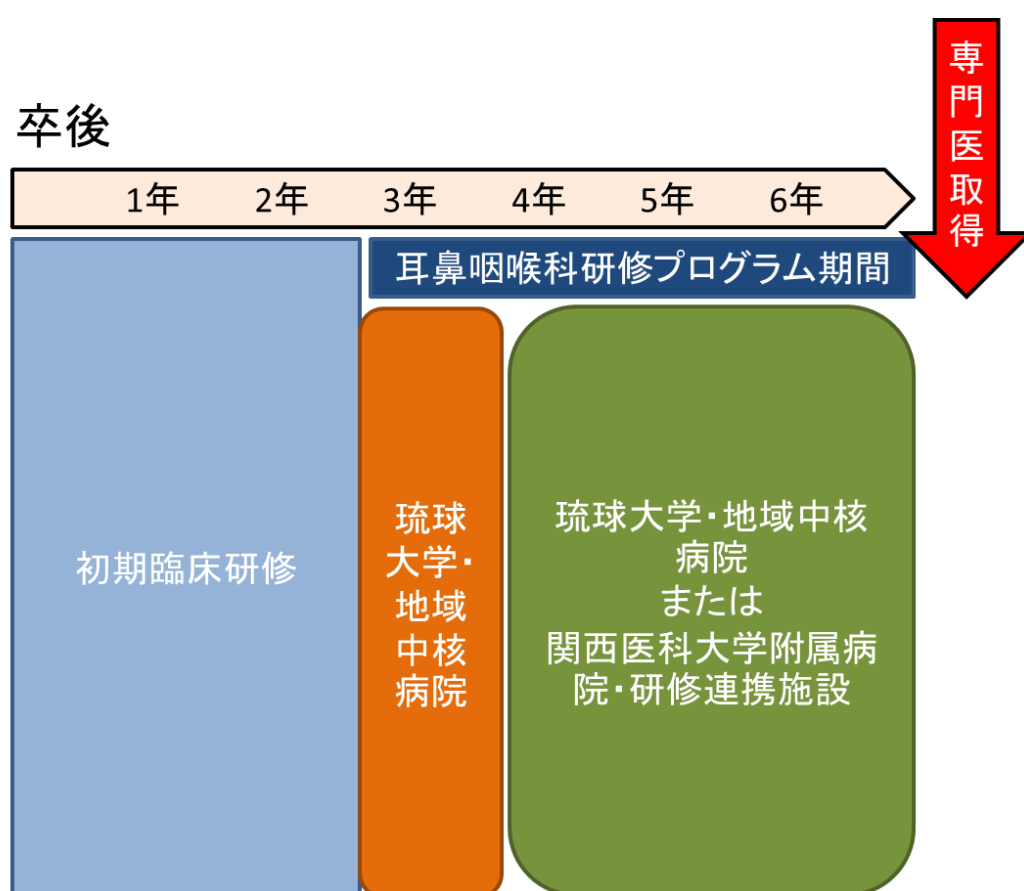 専門医取得
卒後
1年 2年 3年 4年 5年 6年
耳鼻咽喉科研修プログラム期間
初期臨床研修
琉球
大学・
地域
中核
病院
琉球大学・地域中核
病院
または
関西医科大学附属病
院・研修連携施設